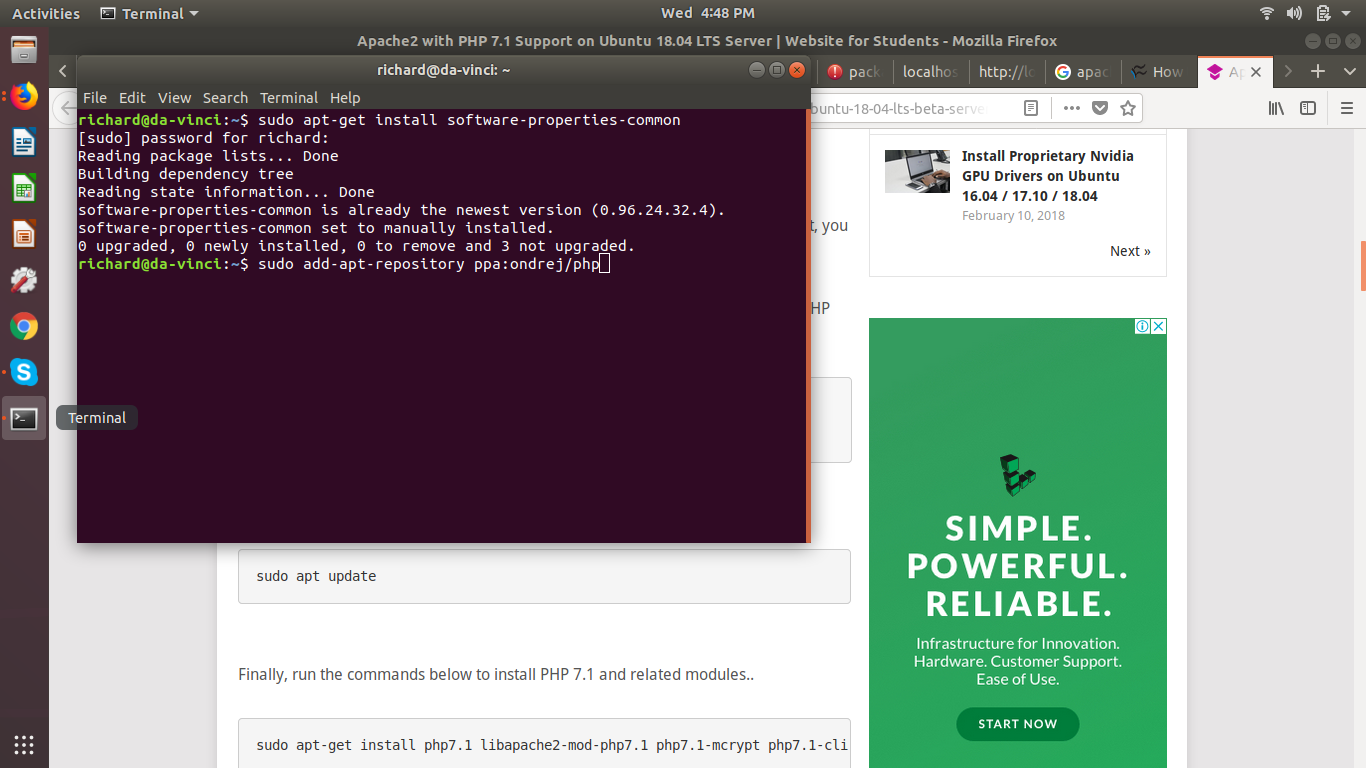 Activities
Terminal
Wed 4:48 PM
Apache2 with PHP 7.1 Support on Ubuntu 18.04 LTS Server | Website for Students - Mozilla Firefox
richard@da-vinci: ~
pack
localhos
http://lo
apac
How
Ap
File Edit View Search Terminal Help
buntu-18-04-lts-beta-serve
richard@da-vinci:~$ sudo apt-get install software-properties-common
[sudo] password for richard:
Reading package lists... Done
Building dependency tree
Reading state information... Done
software-properties-common is already the newest version (0.96.24.32.4).
software-properties-common set to manually installed.
0 upgraded, 0 newly installed, 0 to remove and 3 not upgraded.
richard@da-vinci:~$ sudo add-apt-repository ppa:ondrej/php
Terminal
t, you
HP
sudo apt update
Finally, run the commands below to install PHP 7.1 and related modules..
sudo apt-get install php7.1 libapache2-mod-php7.1 php7.1-mcrypt php7.1-cli
Install Proprietary Nvidia
GPU Drivers on Ubuntu
16.04 / 17.10 / 18.04
February 10, 2018
Next »
SIMPLE.
POWERFUL.
RELIABLE.
Infrastructure for Innovation.
Hardware. Customer Support.
Ease of Use.
START NOW